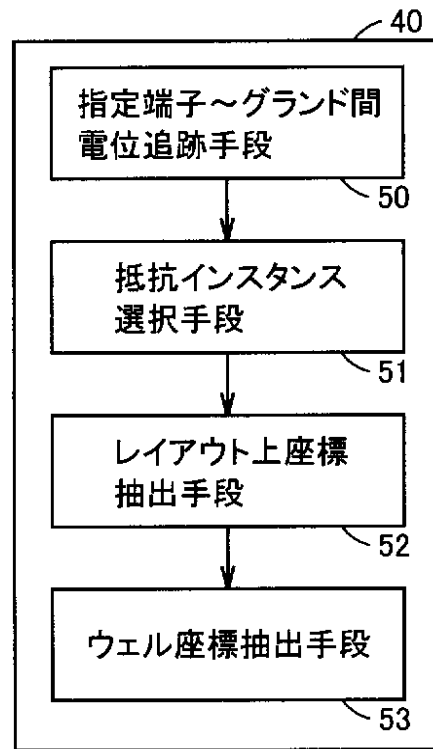 40
指定端子～グランド間
電位追跡手段
50
抵抗インスタンス
選択手段
51
レイアウト上座標
抽出手段
52
ウェル座標抽出手段
53